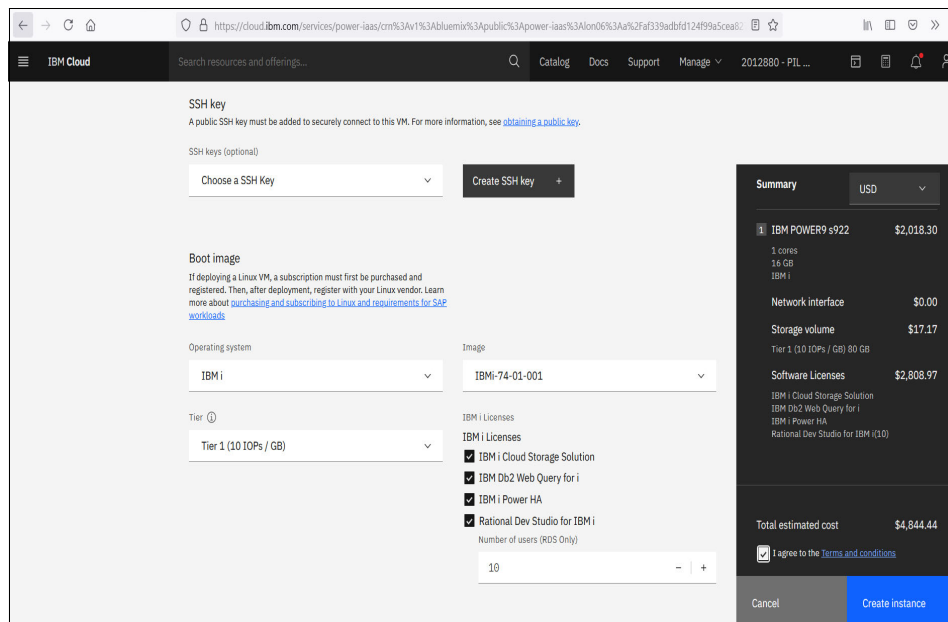 https://cloud.ibm.com/services/power-iaas/crn%3Av1%3Abluemix%3Apublic%3Apower-iaas%3Alon06%3Aa%2Faf339adbfd124f99a5cea82
IBM Cloud
Search resources and offerings...
Catalog
Docs
Support
Manage
2012880 - PIL ...
SSH key
A public SSH key must be added to securely connect to this VM. For more information, see obtaining a public key.
SSH keys (optional)
Choose a SSH Key
Create SSH key +
Boot image
If deploying a Linux VM, a subscription must first be purchased and
registered. Then, after deployment, register with your Linux vendor. Learn
more about purchasing and subscribing to Linux and requirements for SAP
workloads
Operating system
IBM i
Image
IBMi-74-01-001
Tier
Tier 1 (10 IOPs / GB)
IBM i Licenses
IBM i Licenses
IBM i Cloud Storage Solution
IBM Db2 Web Query for i
IBM i Power HA
Rational Dev Studio for IBM i
Number of users (RDS Only)
10 - | +
Summary
USD
1 IBM POWER9 s922 $2,018.30
1 cores
16 GB
IBM i
Network interface $0.00
Storage volume $17.17
Tier 1 (10 IOPs / GB) 80 GB
Software Licenses $2,808.97
IBM i Cloud Storage Solution
IBM Db2 Web Query for i
IBM i Power HA
Rational Dev Studio for IBM i(10)
Total estimated cost $4,844.44
I agree to the Terms and conditions
Cancel
Create instance